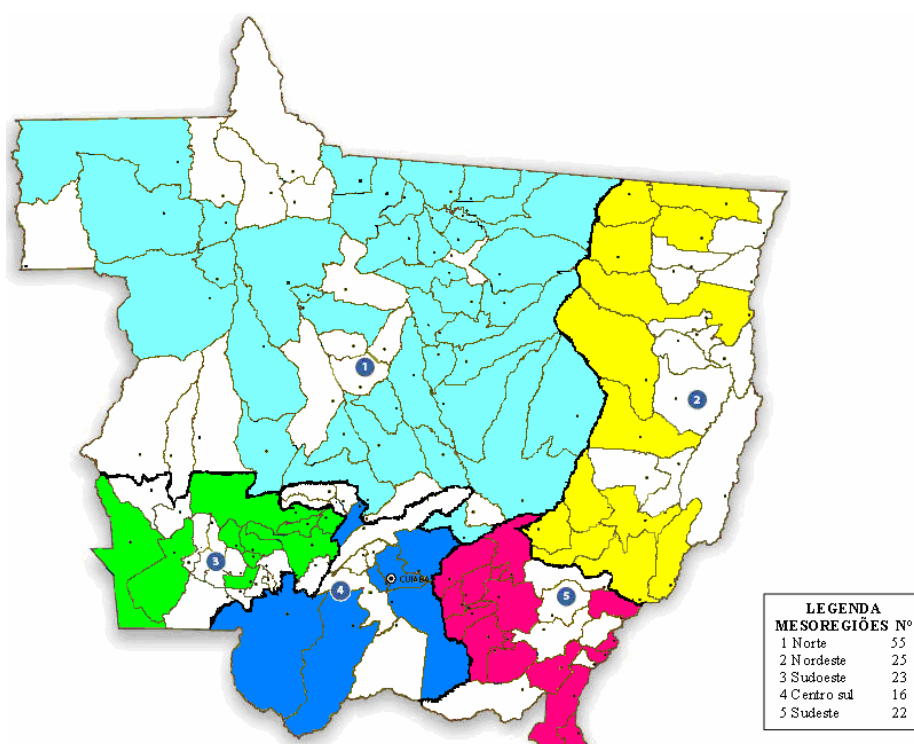 1
2
3
CUIABÁ
4
5
LEGENDA
MESOREGIÕES Nº
1 Norte 55
2 Nordeste 25
3 Sudoeste 23
4 Centro sul 16
5 Sudeste 22